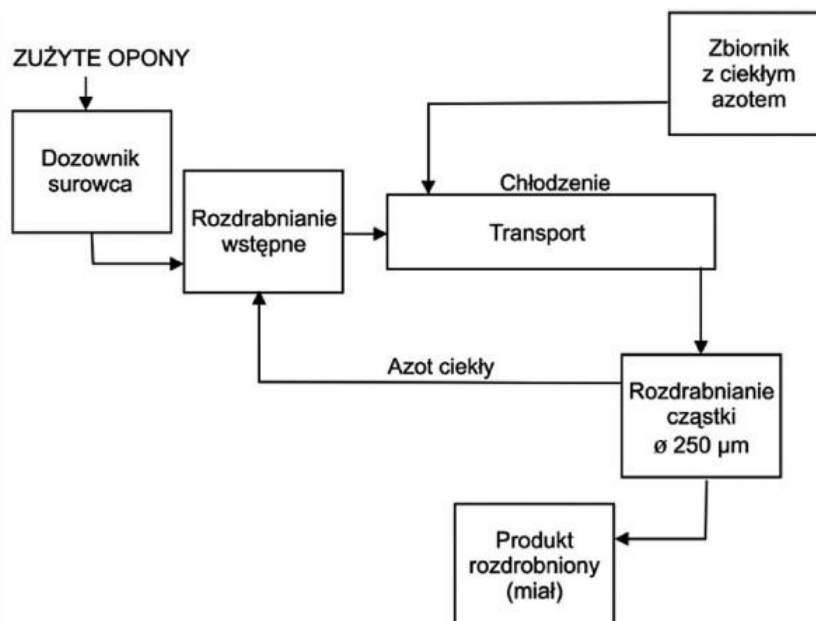 ZUŻYTE OPONY
Dozownik
surowca
Rozdrabnianie
wstępne
Zbiornik
z ciekłym
azotem
Chłodzenie
Transport
Azot ciekły
Rozdrabnianie
cząstki
ø 250 µm
Produkt
rozdrobniony
(miał)